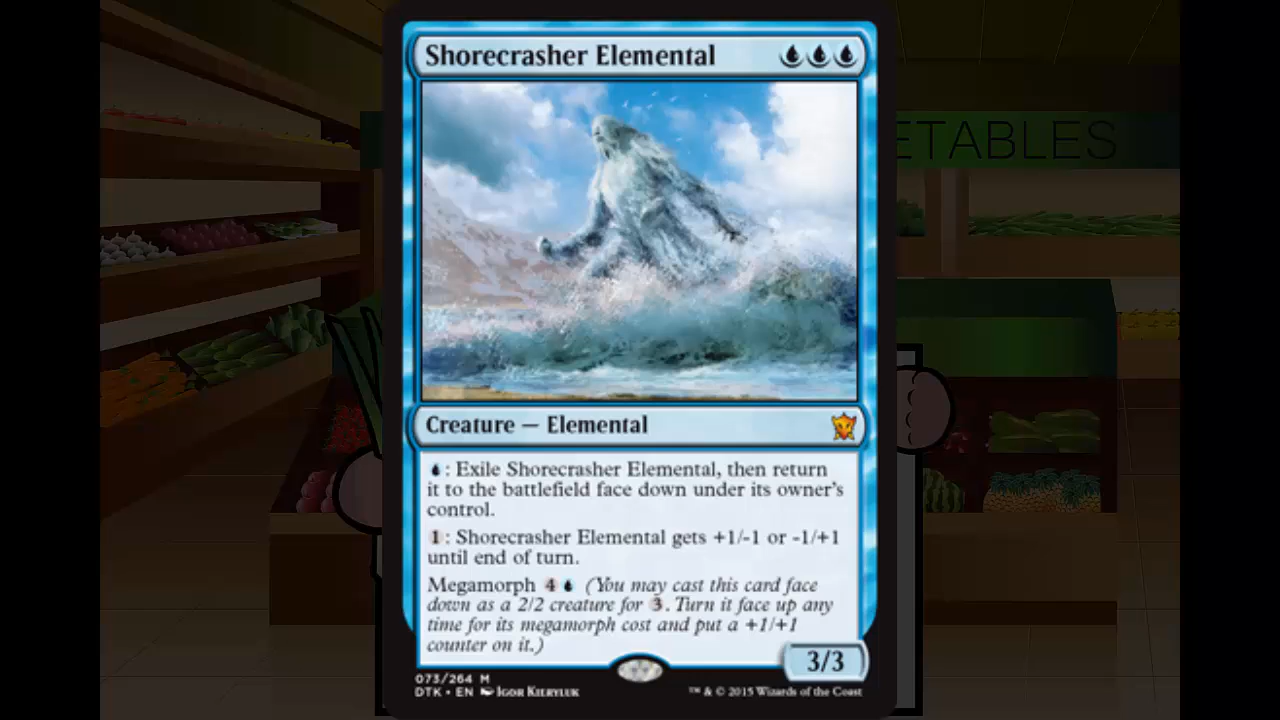 Shorecrasher Elemental
ETABLES
Creature — Elemental
: Exile Shorecrasher Elemental, then return
it to the battlefield face down under its owner's
control.
1: Shorecrasher Elemental gets +1/-1 or -1/+1
until end of turn.
Megamorph 4 (You may cast this card face
down as a 2/2 creature for 3. Turn it face up any
time for its megamorph cost and put a +1/+1
counter on it.)
3/3
073/264 M
DTK • EN IGOR KIERYLUK
™ & © 2015 Wizards of the Coast